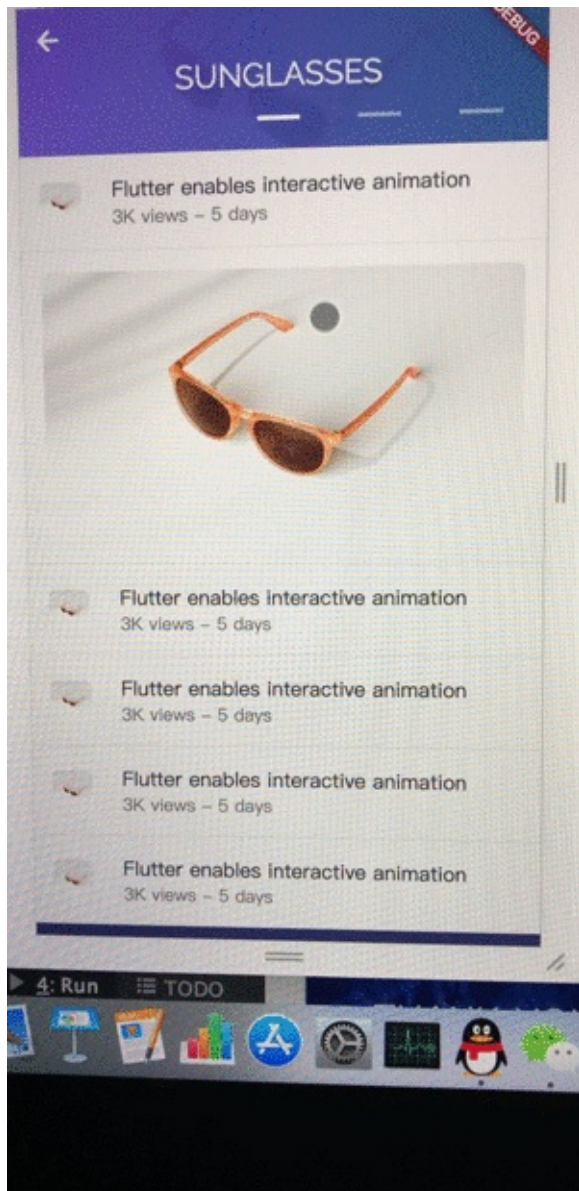 DEBUG
SUNGLASSES
Flutter enables interactive animation
3K views – 5 days
Flutter enables interactive animation
3K views – 5 days
Flutter enables interactive animation
3K views – 5 days
Flutter enables interactive animation
3K views – 5 days
Flutter enables interactive animation
3K views – 5 days
4: Run TODO